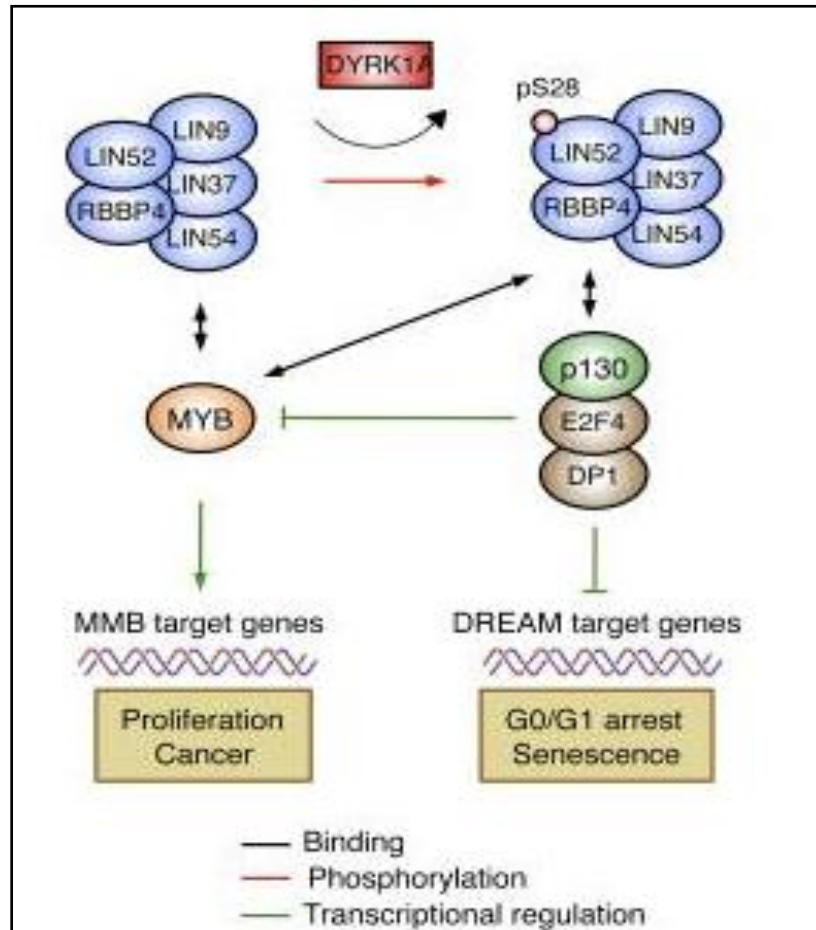 DYRK1A
pS28
LIN9
LIN52
LIN37
RBBP4
LIN54
LIN9
LIN52
LIN37
RBBP4
LIN54
MYB
p130
E2F4
DP1
MMB target genes
DREAM target genes
Proliferation
Cancer
G0/G1 arrest
Senescence
Binding
Phosphorylation
Transcriptional regulation